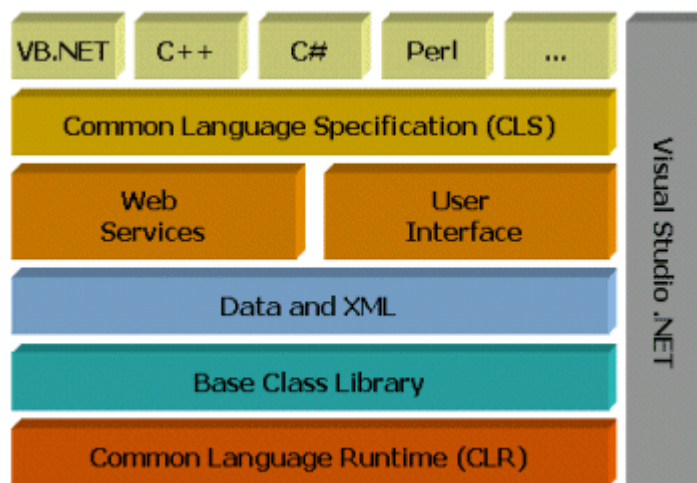 VB.NET
C++
C#
Perl
...
Common Language Specification (CLS)
Web
Services
User
Interface
Data and XML
Base Class Library
Common Language Runtime (CLR)
Visual Studio .NET